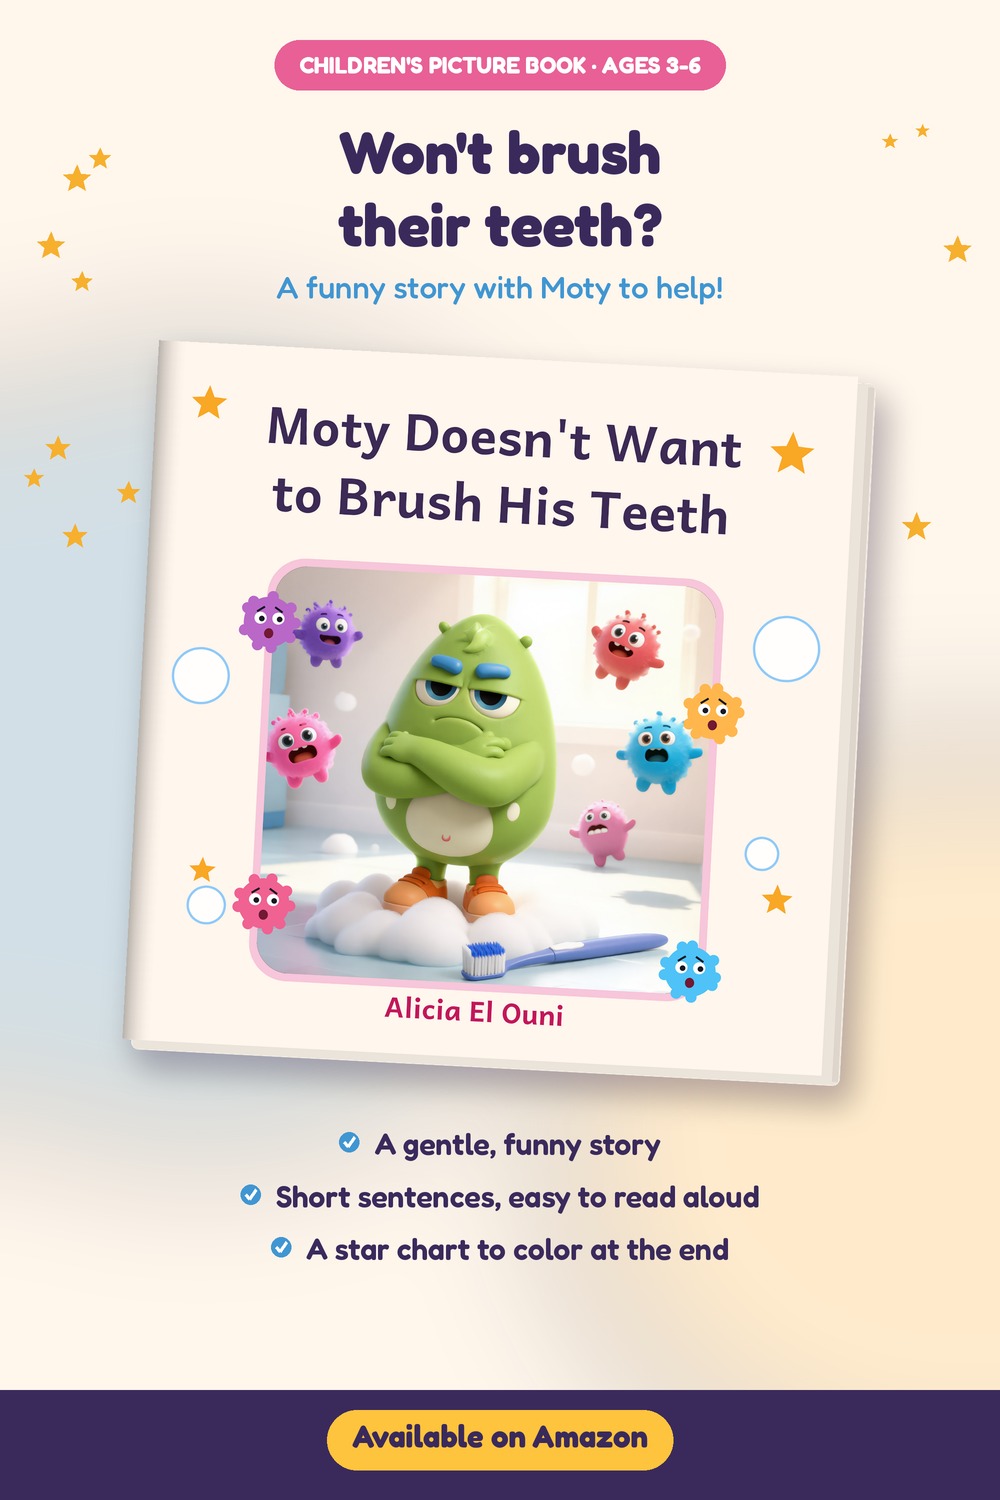 CHILDREN'S PICTURE BOOK · AGES 3-6
Won't brush
their teeth?
A funny story with Moty to help!
Moty Doesn't Want
to Brush His Teeth
Alicia El Ouni
A gentle, funny story
Short sentences, easy to read aloud
A star chart to color at the end
Available on Amazon